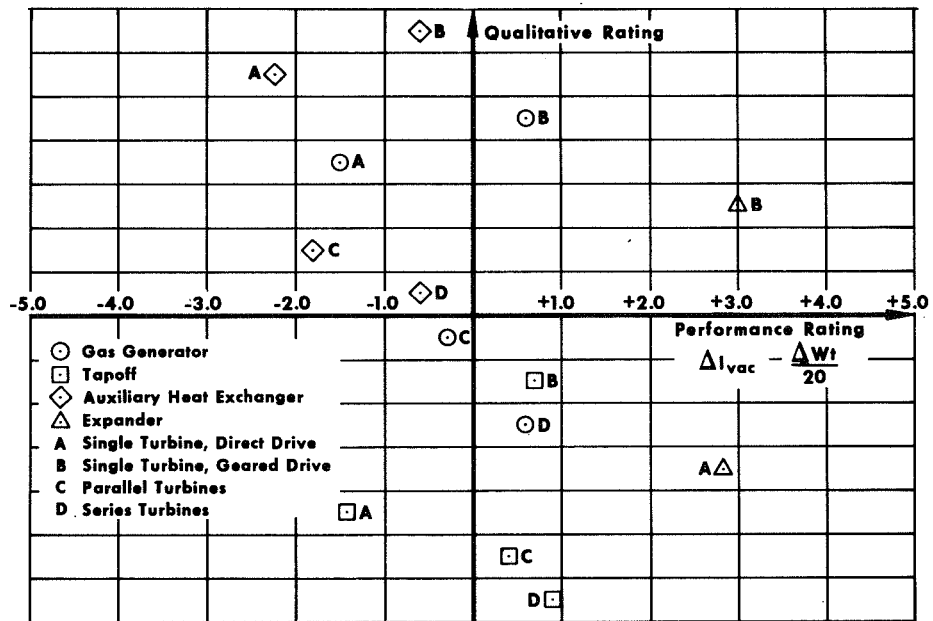 B Qualitative Rating
A
B
A
B
C
D
-5.0 -4.0 -3.0 -2.0 -1.0 +1.0 +2.0 +3.0 +4.0 +5.0
C
Performance Rating
ΔIvac - ΔWt/20
Gas Generator
Tapoff
Auxiliary Heat Exchanger
Expander
A Single Turbine, Direct Drive
B Single Turbine, Geared Drive
C Parallel Turbines
D Series Turbines
B
D
A
A
C
D